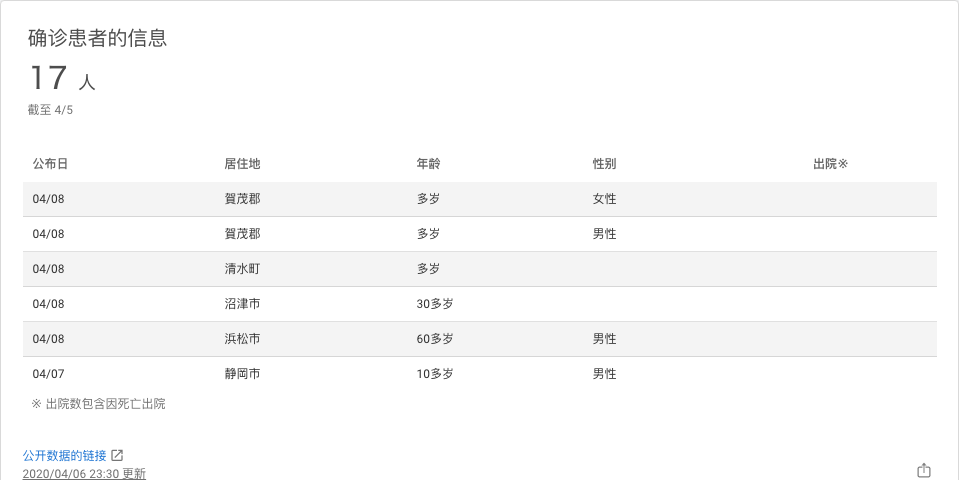 确诊患者的信息
17 人
截至 4/5
公布日 居住地 年龄 性别 出院※
04/08 賀茂郡 多岁 女性
04/08 賀茂郡 多岁 男性
04/08 清水町 多岁
04/08 沼津市 30多岁
04/08 浜松市 60多岁 男性
04/07 静岡市 10多岁 男性
※ 出院数包含因死亡出院
公开数据的链接
2020/04/06 23:30 更新